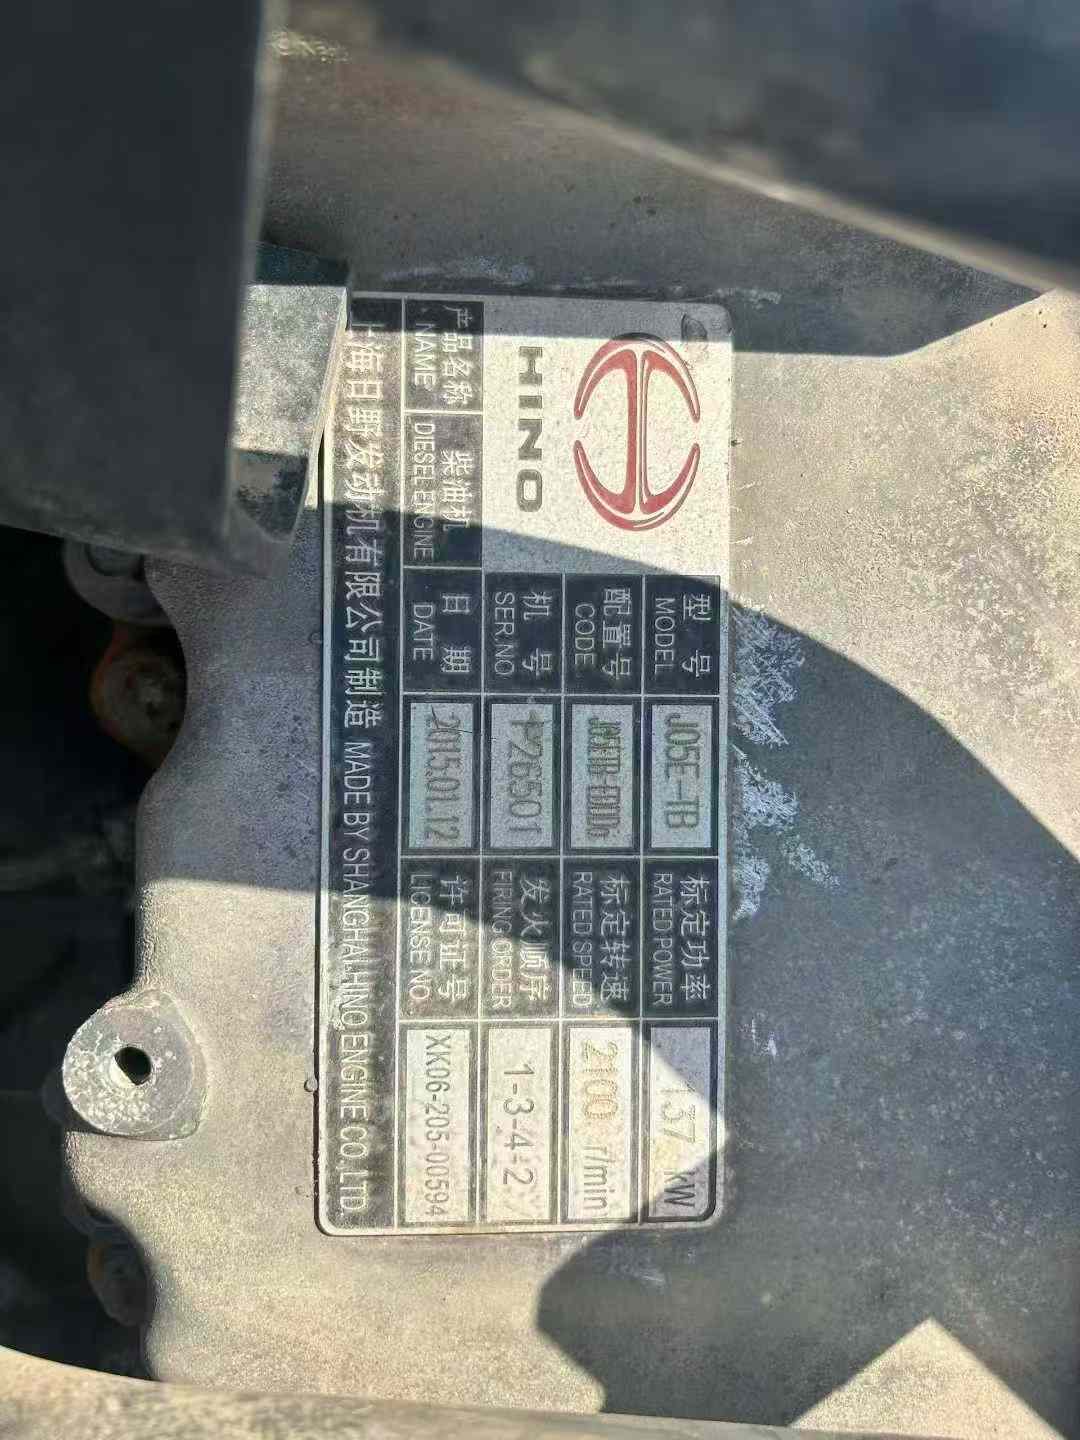 HINO
型号 MODEL J05E-TB 标定功率 RATED POWER 137 kW
配置号 CODE 标定转速 RATED SPEED 2100 r/min
机号 SER.NO 26501 发火顺序 FIRING ORDER 1-3-4-2
产品名称 NAME 柴油机 DIESEL ENGINE 日期 DATE 2015.01.12 许可证号 LICENSE NO. XK06-205-00594
上海日野发动机有限公司制造 MADE BY SHANGHAI HINO ENGINE CO.,LTD.